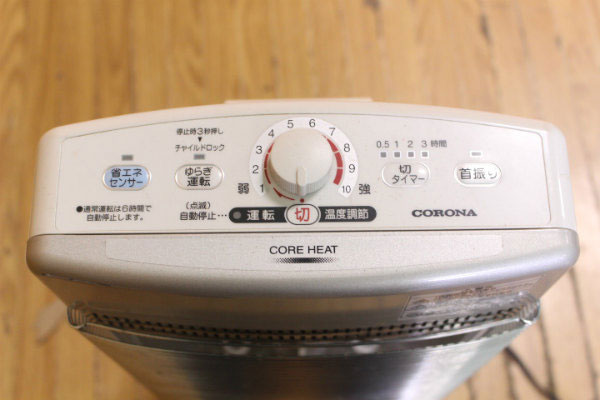 停止時3秒押し
▼
チャイルドロック
省エネ
センサー
ゆらぎ
運転
1 2 3 4 5 6 7 8 9 10
弱 強
0.5 1 2 3 時間
切
タイマー
首振り
●通常運転は6時間で
自動停止します。
(点滅)
自動停止…
運転 切 温度調節
CORONA
CORE HEAT